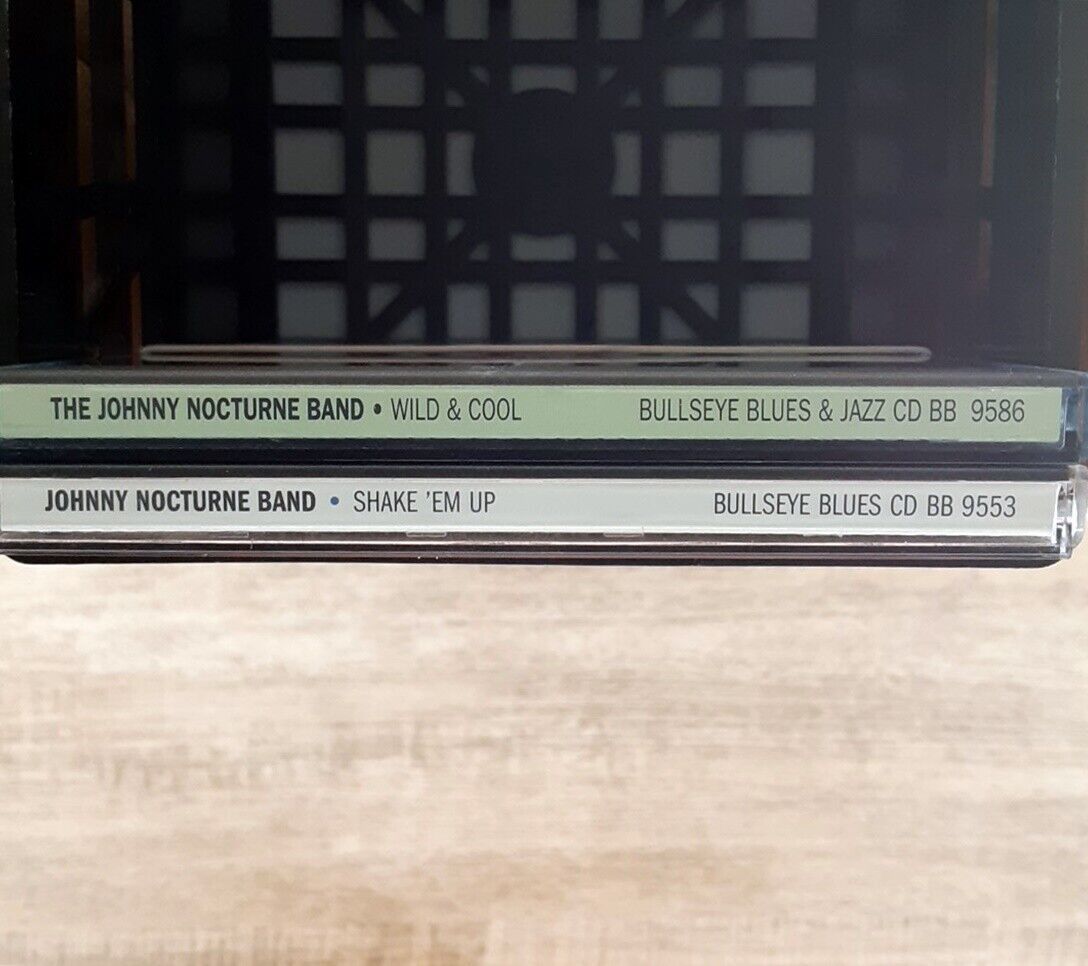 THE JOHNNY NOCTURNE BAND • WILD & COOL BULLSEYE BLUES & JAZZ CD BB 9586
JOHNNY NOCTURNE BAND • SHAKE 'EM UP BULLSEYE BLUES CD BB 9553